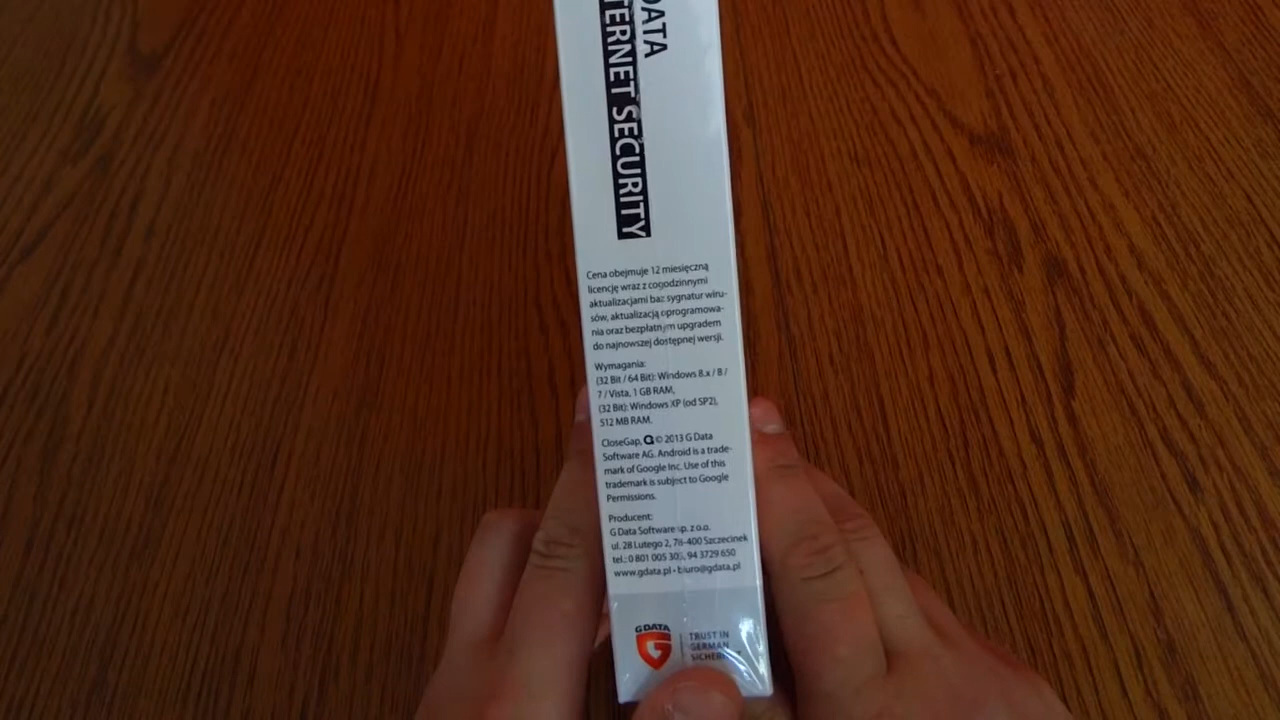 DATA
TERNET SECURITY
Cena obejmuje 12 miesięczną
licencję wraz z cogodzinnymi
aktualizacjami baz sygnatur wiru-
sów, aktualizacją oprogramowa-
nia oraz bezpłatnym upgradem
do najnowszej dostępnej wersji.
Wymagania:
(32 Bit / 64 Bit): Windows 8.x / 8 /
7 / Vista, 1 GB RAM,
(32 Bit): Windows XP (od SP2),
512 MB RAM.
CloseGap, Q © 2013 G Data
Software AG. Android is a trade-
mark of Google Inc. Use of this
trademark is subject to Google
Permissions.
Producent:
G Data Software sp. z o.o.
ul. 28 Lutego 2, 78-400 Szczecinek
tel.: 0 801 005 305, 94 3729 650
www.gdata.pl • biuro@gdata.pl
G DATA
TRUST IN
GERMAN